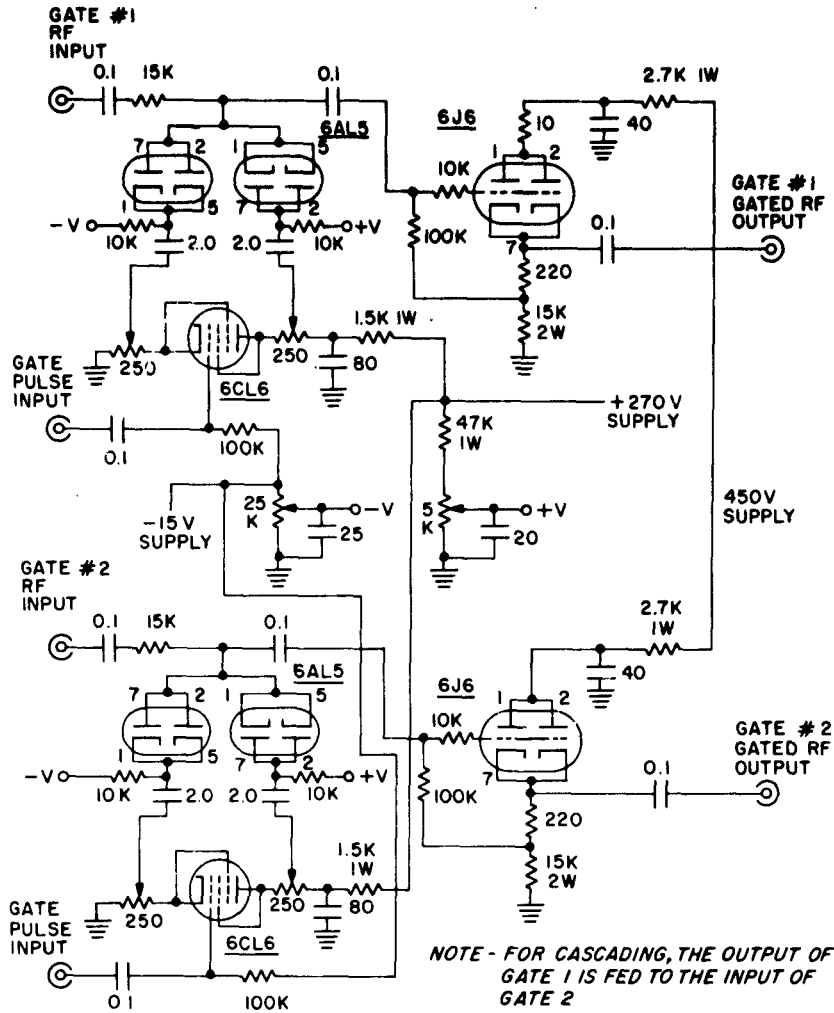 GATE #1
RF
INPUT
0.1
15K
0.1
6AL5
6J6
2.7K 1W
10
40
7
2
1
5
1
2
10K
GATE #1
GATED RF
OUTPUT
1
5
7
2
-V
+V
10K
2.0
2.0
10K
100K
7
0.1
220
15K
2W
1.5K 1W
250
250
80
6CL6
GATE
PULSE
INPUT
0.1
100K
+270V
SUPPLY
47K
1W
-15V
SUPPLY
25
K
-V
25
5
K
+V
20
450V
SUPPLY
GATE #2
RF
INPUT
0.1
15K
0.1
6AL5
6J6
2.7K
1W
40
7
2
1
5
1
2
10K
GATE #2
GATED RF
OUTPUT
1
5
7
2
-V
+V
10K
2.0
2.0
10K
100K
7
0.1
220
15K
2W
1.5K
1W
250
250
80
6CL6
GATE
PULSE
INPUT
0.1
100K
NOTE - FOR CASCADING, THE OUTPUT OF
GATE 1 IS FED TO THE INPUT OF
GATE 2